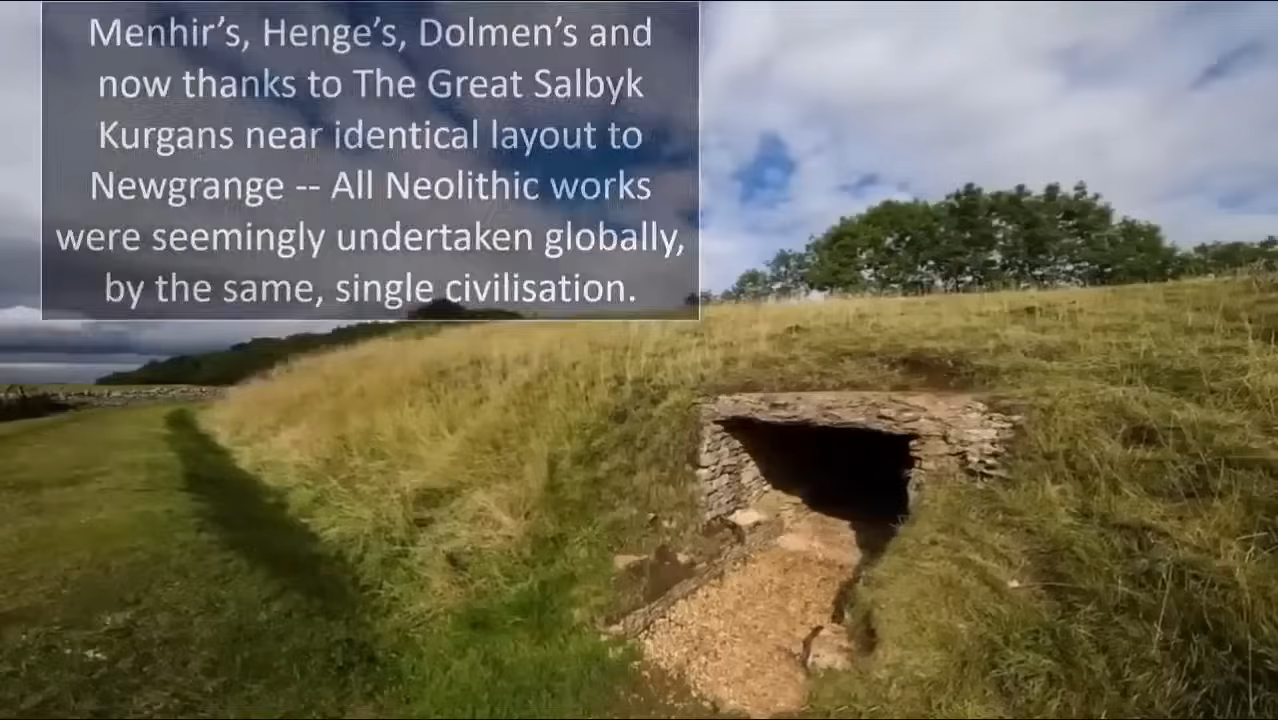 Menhir’s, Henge’s, Dolmen’s and
now thanks to The Great Salbyk
Kurgans near identical layout to
Newgrange -- All Neolithic works
were seemingly undertaken globally,
by the same, single civilisation.